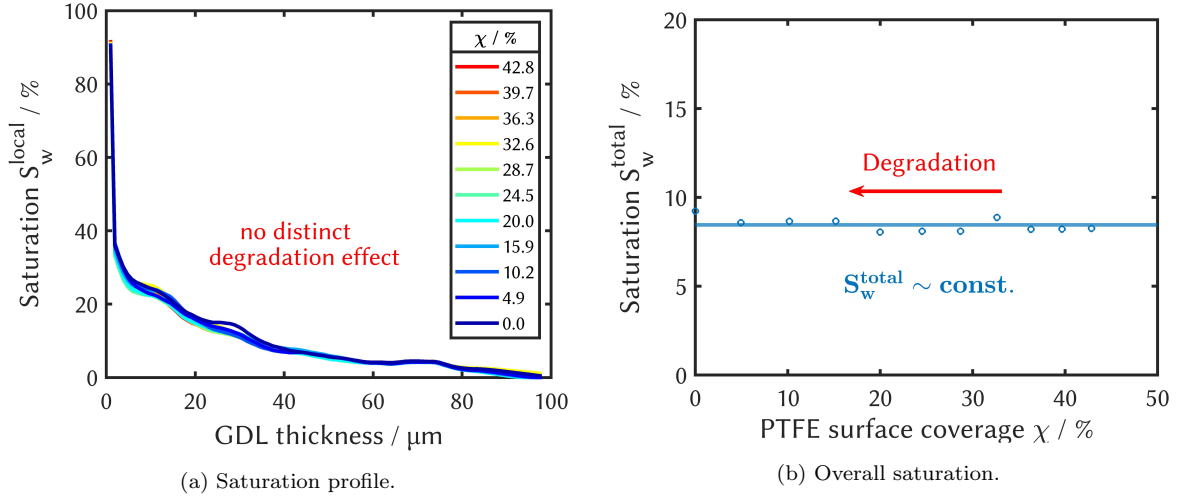 100
80
60
40
20
0
Saturation S_w^local / %
0 20 40 60 80 100
GDL thickness / μm
no distinct
degradation effect
χ / %
42.8
39.7
36.3
32.6
28.7
24.5
20.0
15.9
10.2
4.9
0.0
(a) Saturation profile.
20
15
10
5
0
Saturation S_w^total / %
0 10 20 30 40 50
PTFE surface coverage χ / %
Degradation
S_w^total ∼ const.
(b) Overall saturation.